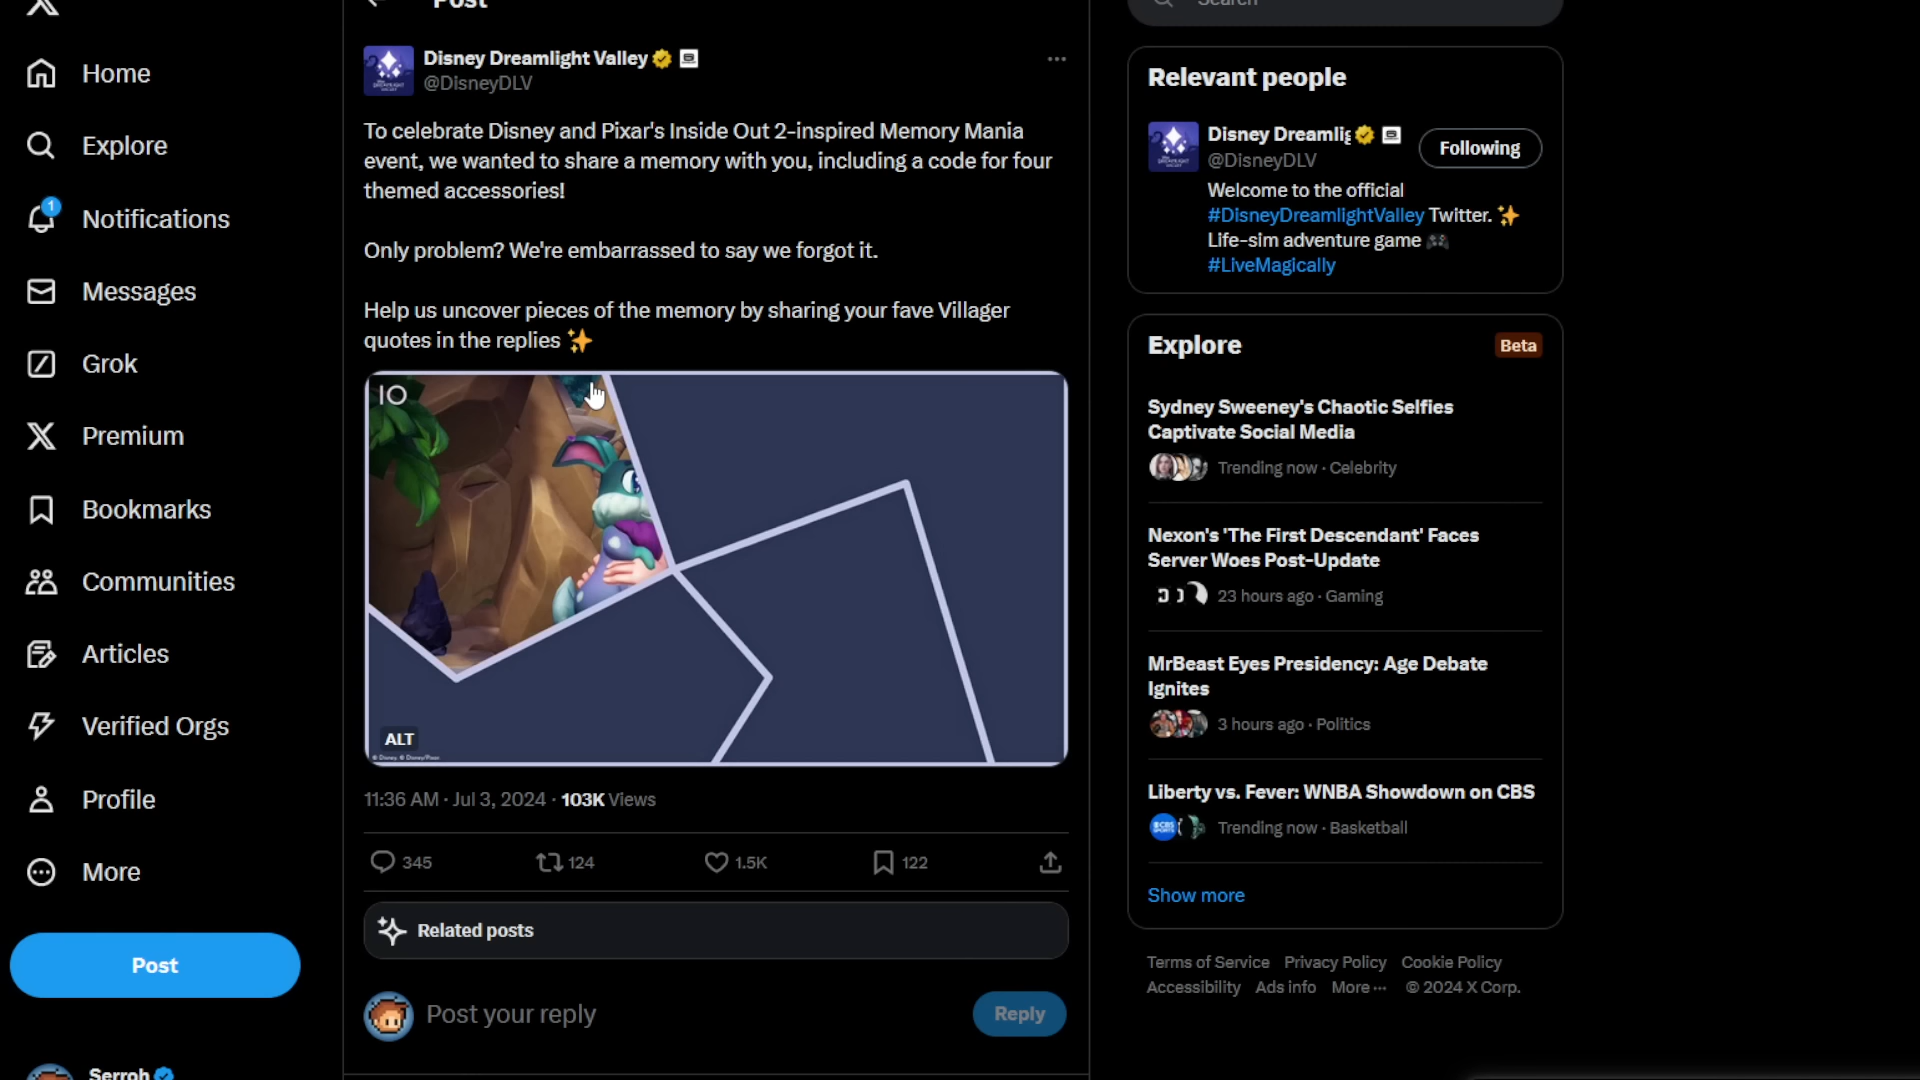 Post
Search
Home
Explore
1
Notifications
Messages
Grok
Premium
Bookmarks
Communities
Articles
Verified Orgs
Profile
More
Post
Serroh
Disney Dreamlight Valley
@DisneyDLV
To celebrate Disney and Pixar's Inside Out 2-inspired Memory Mania
event, we wanted to share a memory with you, including a code for four
themed accessories!
Only problem? We're embarrassed to say we forgot it.
Help us uncover pieces of the memory by sharing your fave Villager
quotes in the replies ✨
IO
ALT
© Disney. © Disney/Pixar
11:36 AM · Jul 3, 2024 · 103K Views
345
124
1.5K
122
Related posts
Post your reply
Reply
Relevant people
Disney Dreamlig
@DisneyDLV
Following
Welcome to the official
#DisneyDreamlightValley Twitter. ✨
Life-sim adventure game 🎮
#LiveMagically
Explore
Beta
Sydney Sweeney's Chaotic Selfies
Captivate Social Media
Trending now · Celebrity
Nexon's 'The First Descendant' Faces
Server Woes Post-Update
23 hours ago · Gaming
MrBeast Eyes Presidency: Age Debate
Ignites
3 hours ago · Politics
Liberty vs. Fever: WNBA Showdown on CBS
Trending now · Basketball
Show more
Terms of Service Privacy Policy Cookie Policy
Accessibility Ads info More ··· © 2024 X Corp.